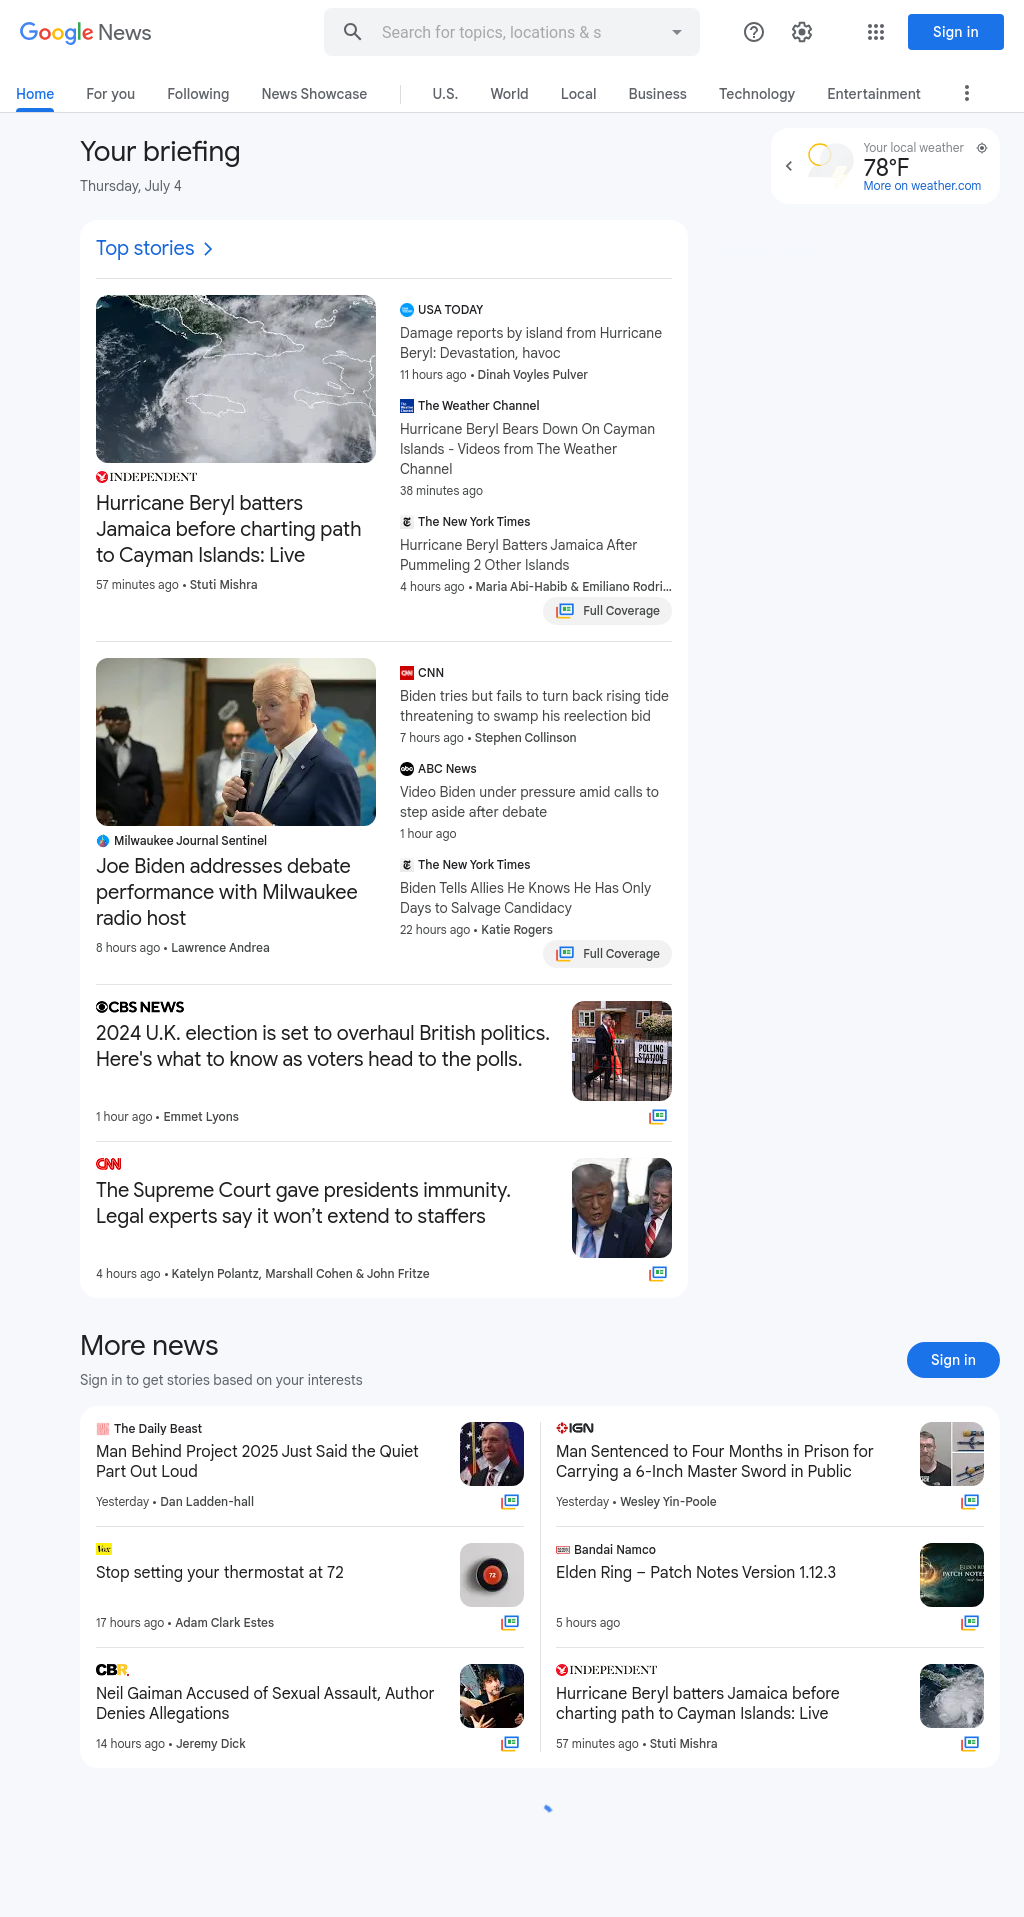 Google News
Search for topics, locations & s
Sign in
Home
For you
Following
News Showcase
U.S.
World
Local
Business
Technology
Entertainment
Your briefing
Thursday, July 4
Your local weather
78°F
More on weather.com
Top stories
INDEPENDENT
Hurricane Beryl batters
Jamaica before charting path
to Cayman Islands: Live
57 minutes ago • Stuti Mishra
USA TODAY
Damage reports by island from Hurricane
Beryl: Devastation, havoc
11 hours ago • Dinah Voyles Pulver
The Weather Channel
Hurricane Beryl Bears Down On Cayman
Islands - Videos from The Weather
Channel
38 minutes ago
The New York Times
Hurricane Beryl Batters Jamaica After
Pummeling 2 Other Islands
4 hours ago • Maria Abi-Habib & Emiliano Rodri...
Full Coverage
Milwaukee Journal Sentinel
Joe Biden addresses debate
performance with Milwaukee
radio host
8 hours ago • Lawrence Andrea
CNN
Biden tries but fails to turn back rising tide
threatening to swamp his reelection bid
7 hours ago • Stephen Collinson
abc
ABC News
Video Biden under pressure amid calls to
step aside after debate
1 hour ago
The New York Times
Biden Tells Allies He Knows He Has Only
Days to Salvage Candidacy
22 hours ago • Katie Rogers
Full Coverage
CBS NEWS
2024 U.K. election is set to overhaul British politics.
Here's what to know as voters head to the polls.
1 hour ago • Emmet Lyons
POLLING
STATION
CNN
The Supreme Court gave presidents immunity.
Legal experts say it won’t extend to staffers
4 hours ago • Katelyn Polantz, Marshall Cohen & John Fritze
More news
Sign in to get stories based on your interests
Sign in
The Daily Beast
Man Behind Project 2025 Just Said the Quiet
Part Out Loud
Yesterday • Dan Ladden-hall
IGN
Man Sentenced to Four Months in Prison for
Carrying a 6-Inch Master Sword in Public
Yesterday • Wesley Yin-Poole
Vox
Stop setting your thermostat at 72
17 hours ago • Adam Clark Estes
72
Bandai Namco
Elden Ring – Patch Notes Version 1.12.3
5 hours ago
ELDEN RI
PATCH NOTES
CBR.
Neil Gaiman Accused of Sexual Assault, Author
Denies Allegations
14 hours ago • Jeremy Dick
INDEPENDENT
Hurricane Beryl batters Jamaica before
charting path to Cayman Islands: Live
57 minutes ago • Stuti Mishra